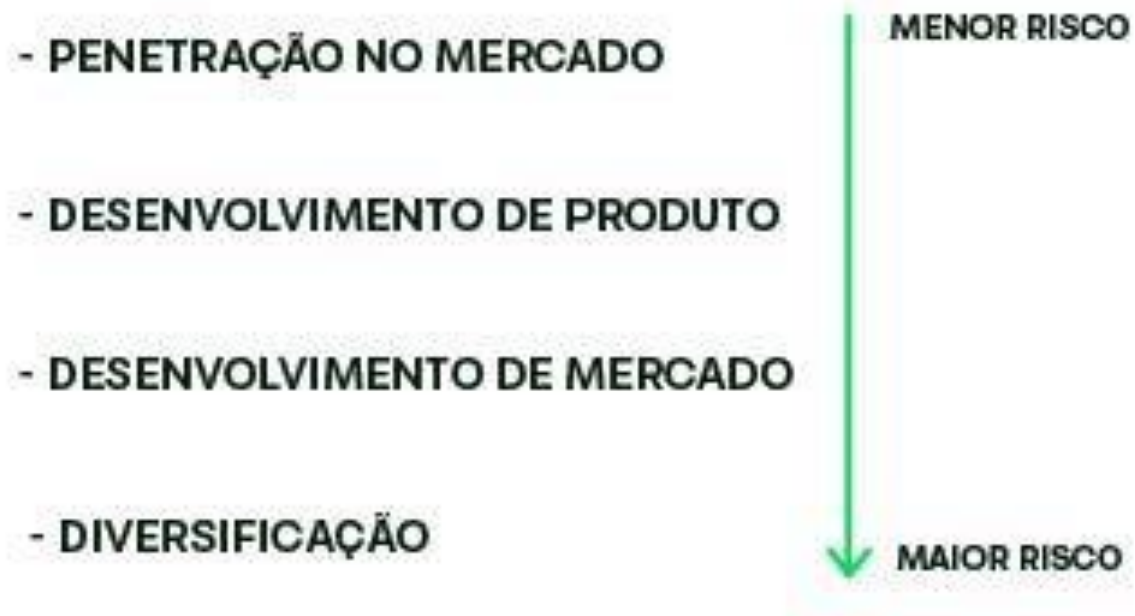 MENOR RISCO
- PENETRAÇÃO NO MERCADO
- DESENVOLVIMENTO DE PRODUTO
- DESENVOLVIMENTO DE MERCADO
- DIVERSIFICAÇÃO
MAIOR RISCO